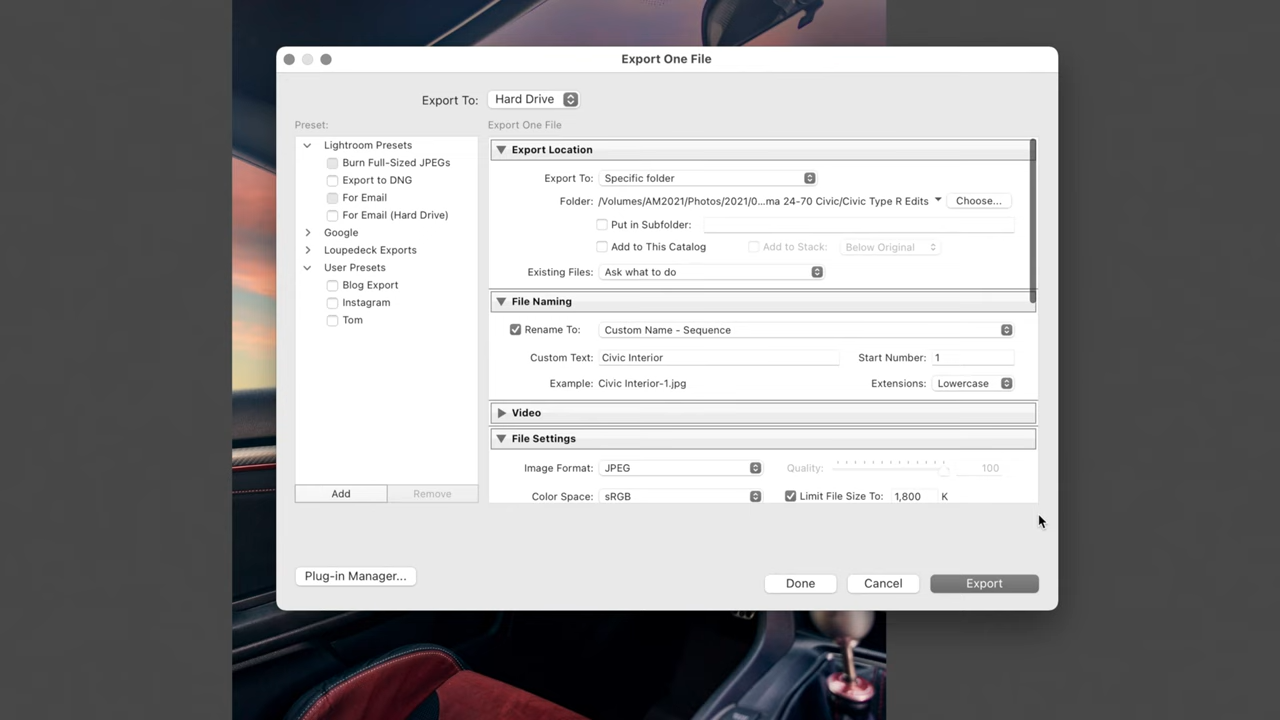 Export One File
Export To: Hard Drive
Preset:
Export One File
Lightroom Presets
Burn Full-Sized JPEGs
Export to DNG
For Email
For Email (Hard Drive)
Google
Loupedeck Exports
User Presets
Blog Export
Instagram
Tom
Add Remove
Export Location
Export To: Specific folder
Folder: /Volumes/AM2021/Photos/2021/0...ma 24-70 Civic/Civic Type R Edits Choose...
Put in Subfolder:
Add to This Catalog Add to Stack: Below Original
Existing Files: Ask what to do
File Naming
Rename To: Custom Name - Sequence
Custom Text: Civic Interior Start Number: 1
Example: Civic Interior-1.jpg Extensions: Lowercase
Video
File Settings
Image Format: JPEG Quality: 100
Color Space: sRGB Limit File Size To: 1,800 K
Plug-in Manager... Done Cancel Export